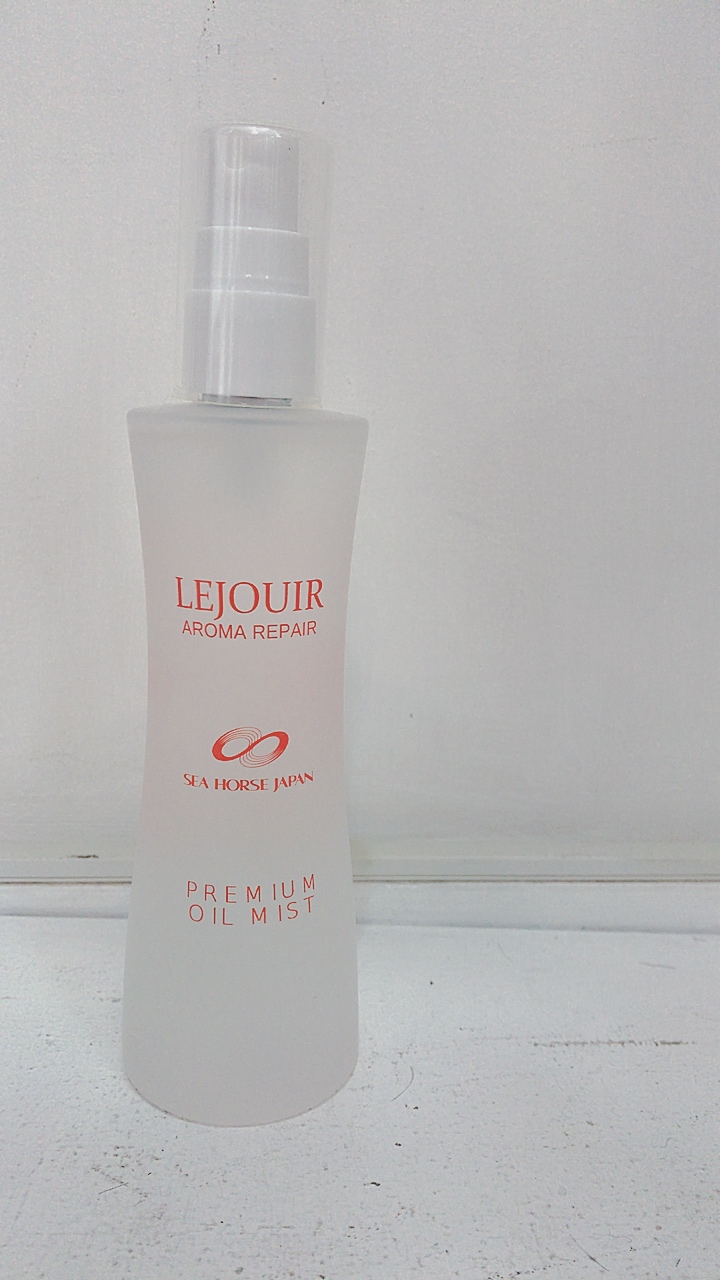 LEJOUIR
AROMA REPAIR
SEA HORSE JAPAN
PREMIUM
OIL MIST